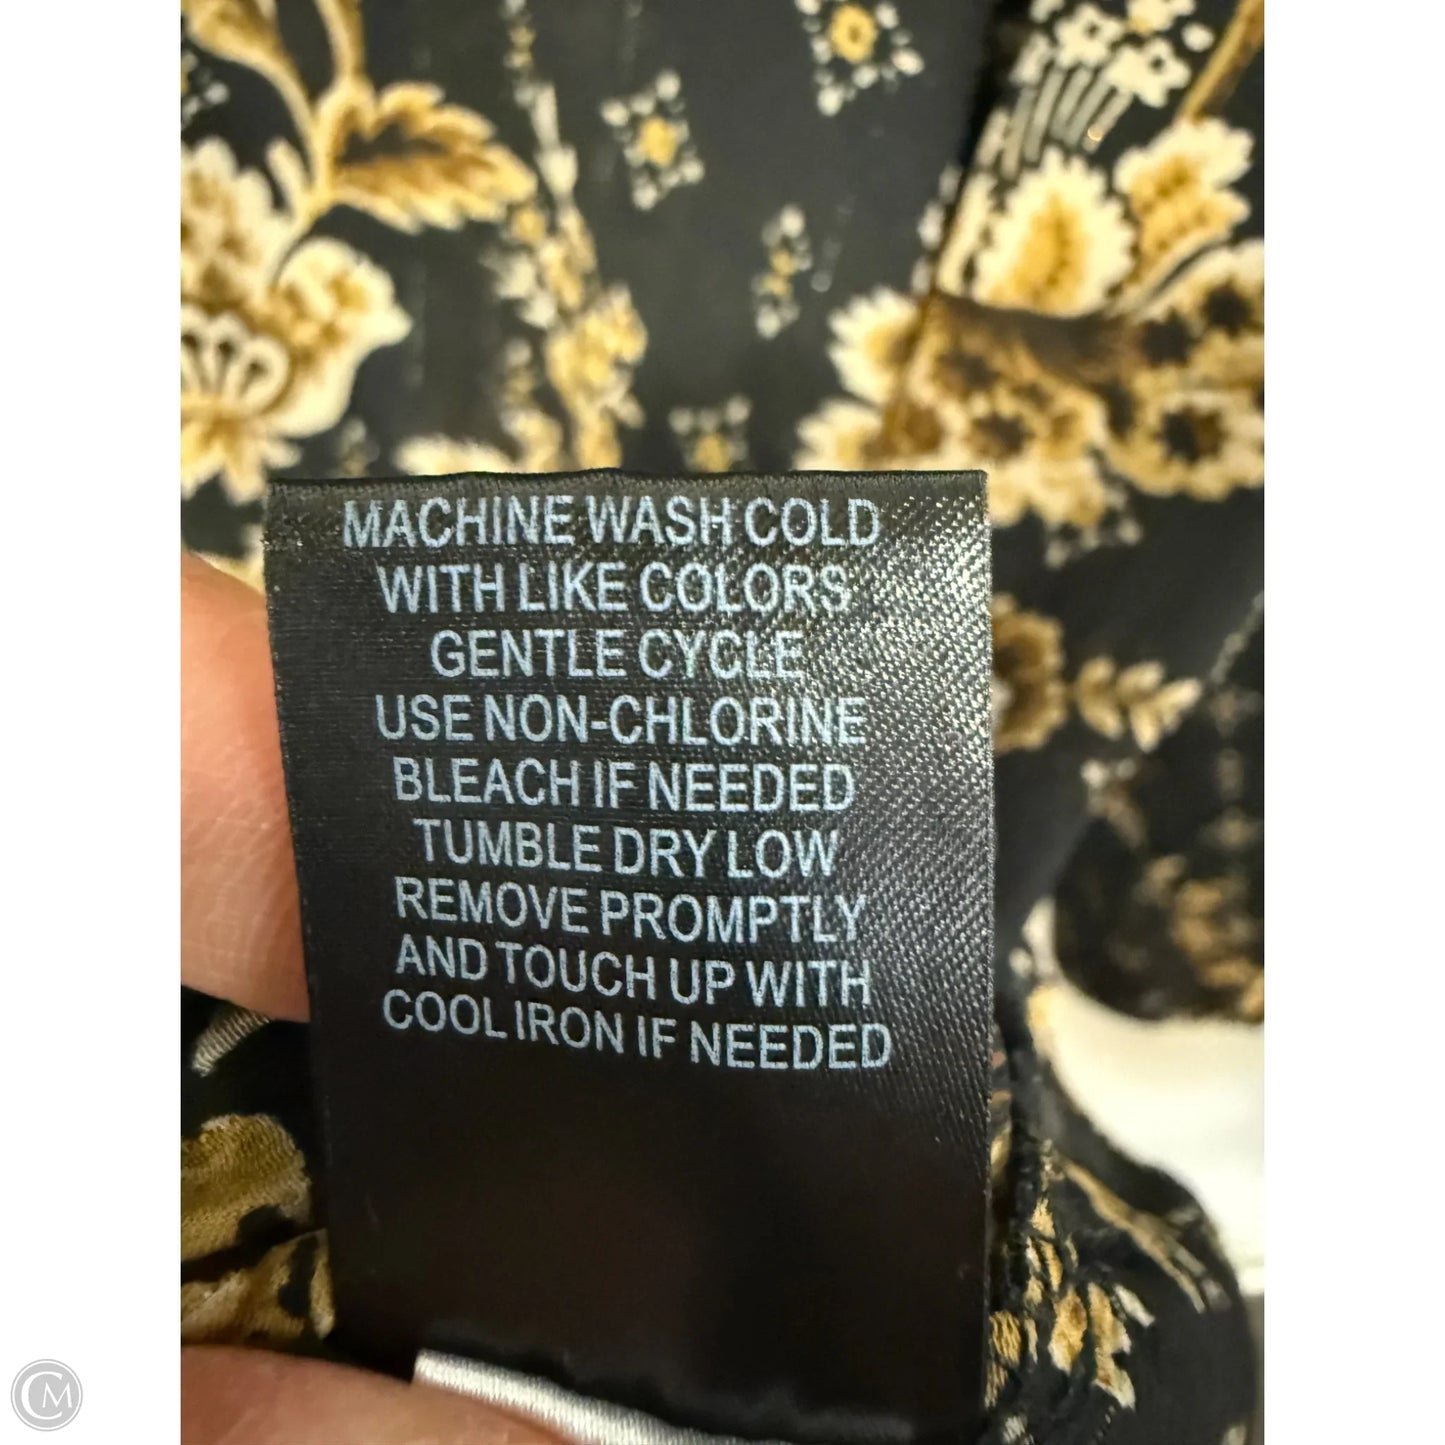 MACHINE WASH COLD
WITH LIKE COLORS
GENTLE CYCLE
USE NON-CHLORINE
BLEACH IF NEEDED
TUMBLE DRY LOW
REMOVE PROMPTLY
AND TOUCH UP WITH
COOL IRON IF NEEDED
CM